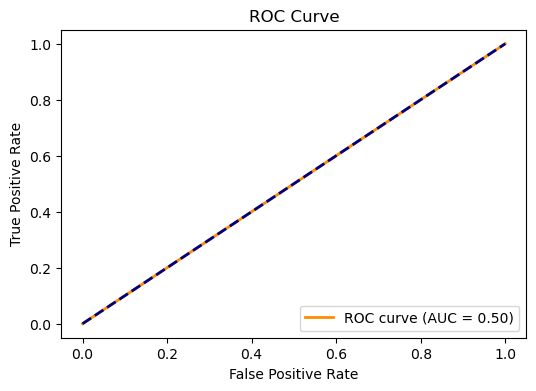 ROC Curve
1.0
0.8
0.6
0.4
0.2
0.0
True Positive Rate
ROC curve (AUC = 0.50)
0.0 0.2 0.4 0.6 0.8 1.0
False Positive Rate